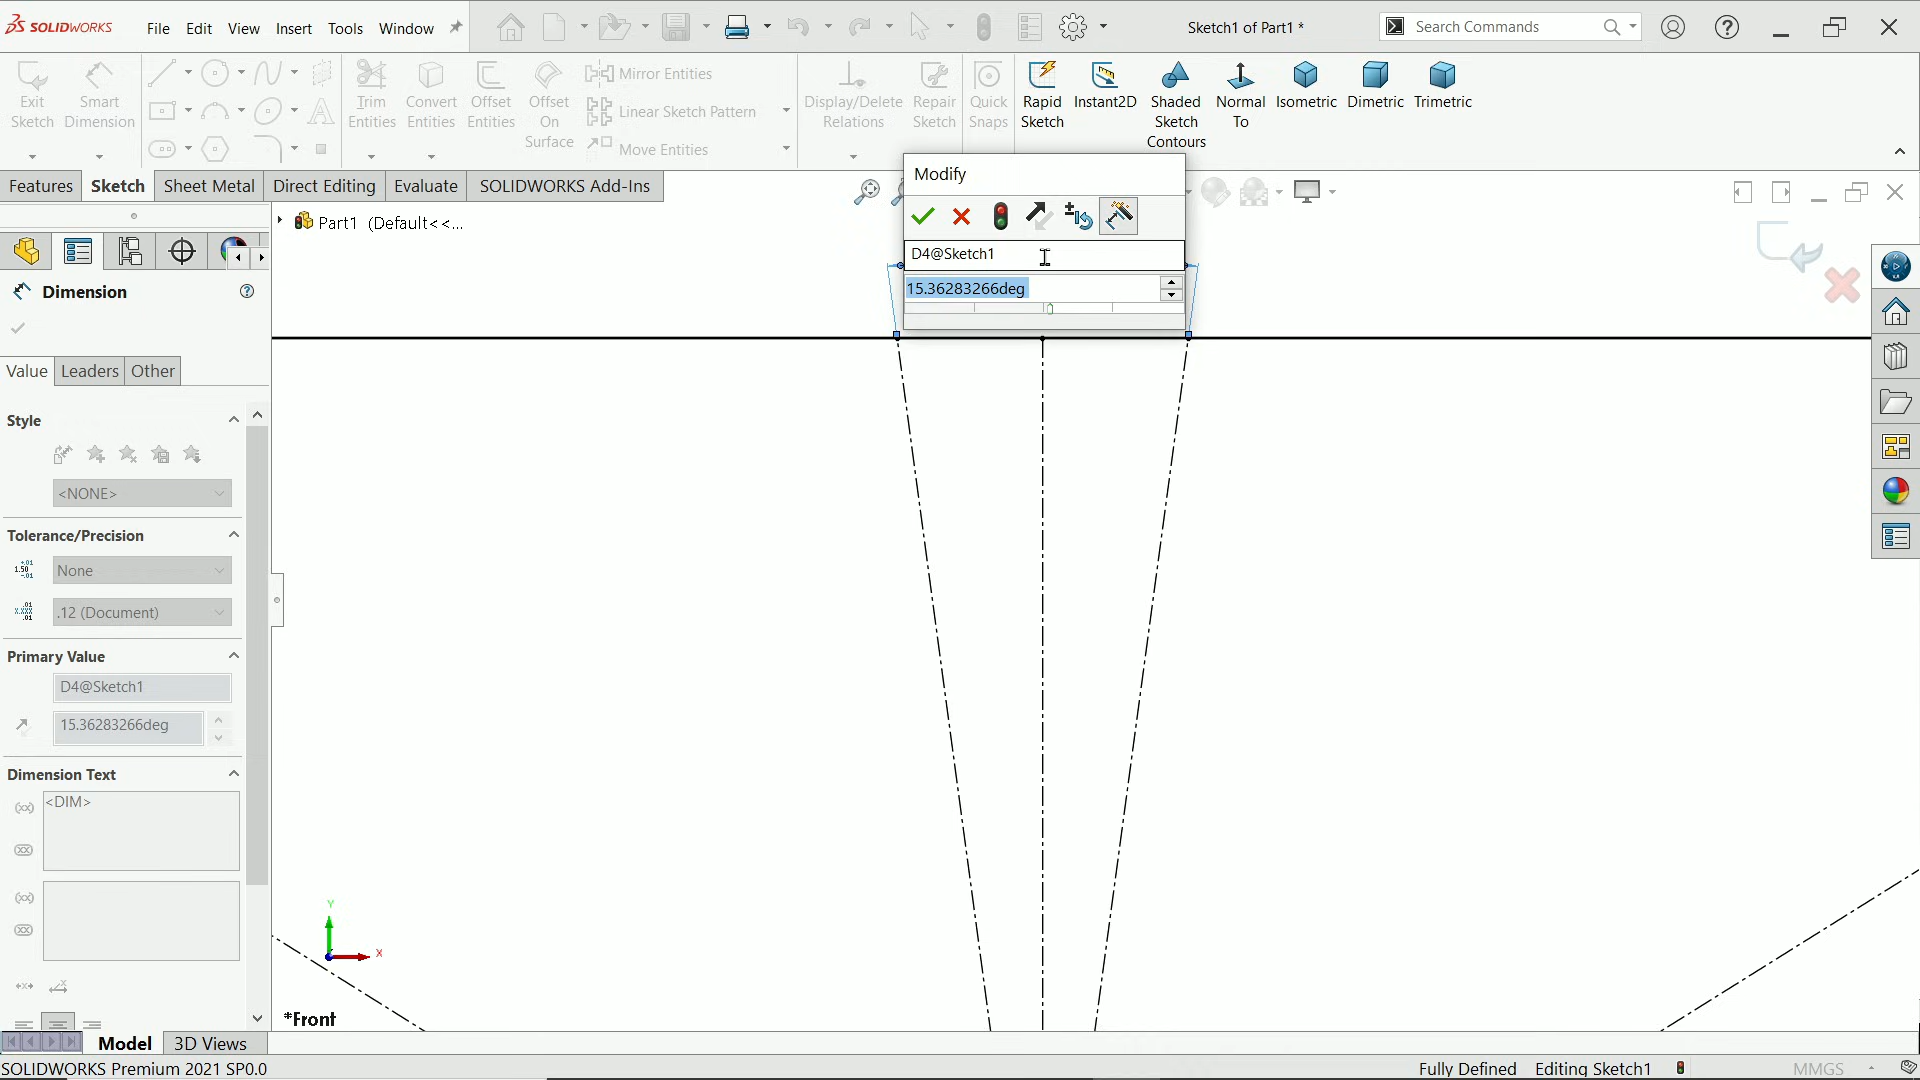 SOLIDWORKS File Edit View Insert Tools Window Sketch1 of Part1 * Search Commands
Exit Sketch
Smart Dimension
Trim Entities
Convert Entities
Offset Entities
Offset On Surface
Mirror Entities
Linear Sketch Pattern
Move Entities
Display/Delete Relations
Repair Sketch
Quick Snaps
Rapid Sketch
Instant2D
Shaded Sketch Contours
Normal To
Isometric
Dimetric
Trimetric
Features Sketch Sheet Metal Direct Editing Evaluate SOLIDWORKS Add-Ins
Part1 (Default<<...
Modify
D4@Sketch1
15.36283266deg
Dimension
Value Leaders Other
Style
<NONE>
Tolerance/Precision
None
.12 (Document)
Primary Value
D4@Sketch1
15.36283266deg
Dimension Text
<DIM>
Y
X
*Front
Model 3D Views
SOLIDWORKS Premium 2021 SP0.0 Fully Defined Editing Sketch1 MMGS